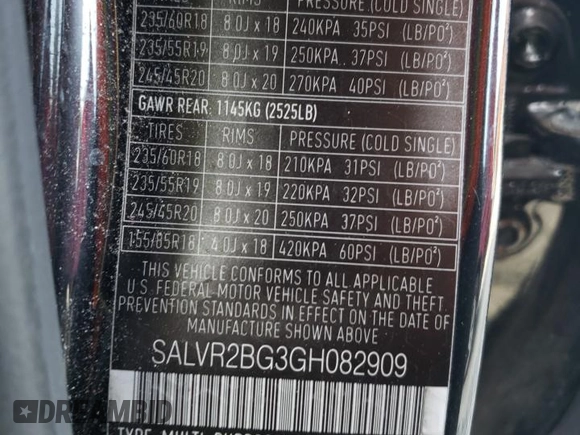 RIMS PRESSURE (COLD SINGLE)
235/60R18 8.0J x 18 240KPA 35PSI (LB/PO²)
235/55R19 8.0J x 19 250KPA 37PSI (LB/PO²)
245/45R20 8.0J x 20 270KPA 40PSI (LB/PO²)
GAWR REAR: 1145KG (2525LB)
TIRES RIMS PRESSURE (COLD SINGLE)
235/60R18 8.0J x 18 210KPA 31PSI (LB/PO²)
235/55R19 8.0J x 19 220KPA 32PSI (LB/PO²)
245/45R20 8.0J x 20 250KPA 37PSI (LB/PO²)
155/85R18 4.0J x 18 420KPA 60PSI (LB/PO²)
THIS VEHICLE CONFORMS TO ALL APPLICABLE
U.S. FEDERAL MOTOR VEHICLE SAFETY AND THEFT
PREVENTION STANDARDS IN EFFECT ON THE DATE OF
MANUFACTURE SHOWN ABOVE.
SALVR2BG3GH082909
DREAMBID
TYPE: